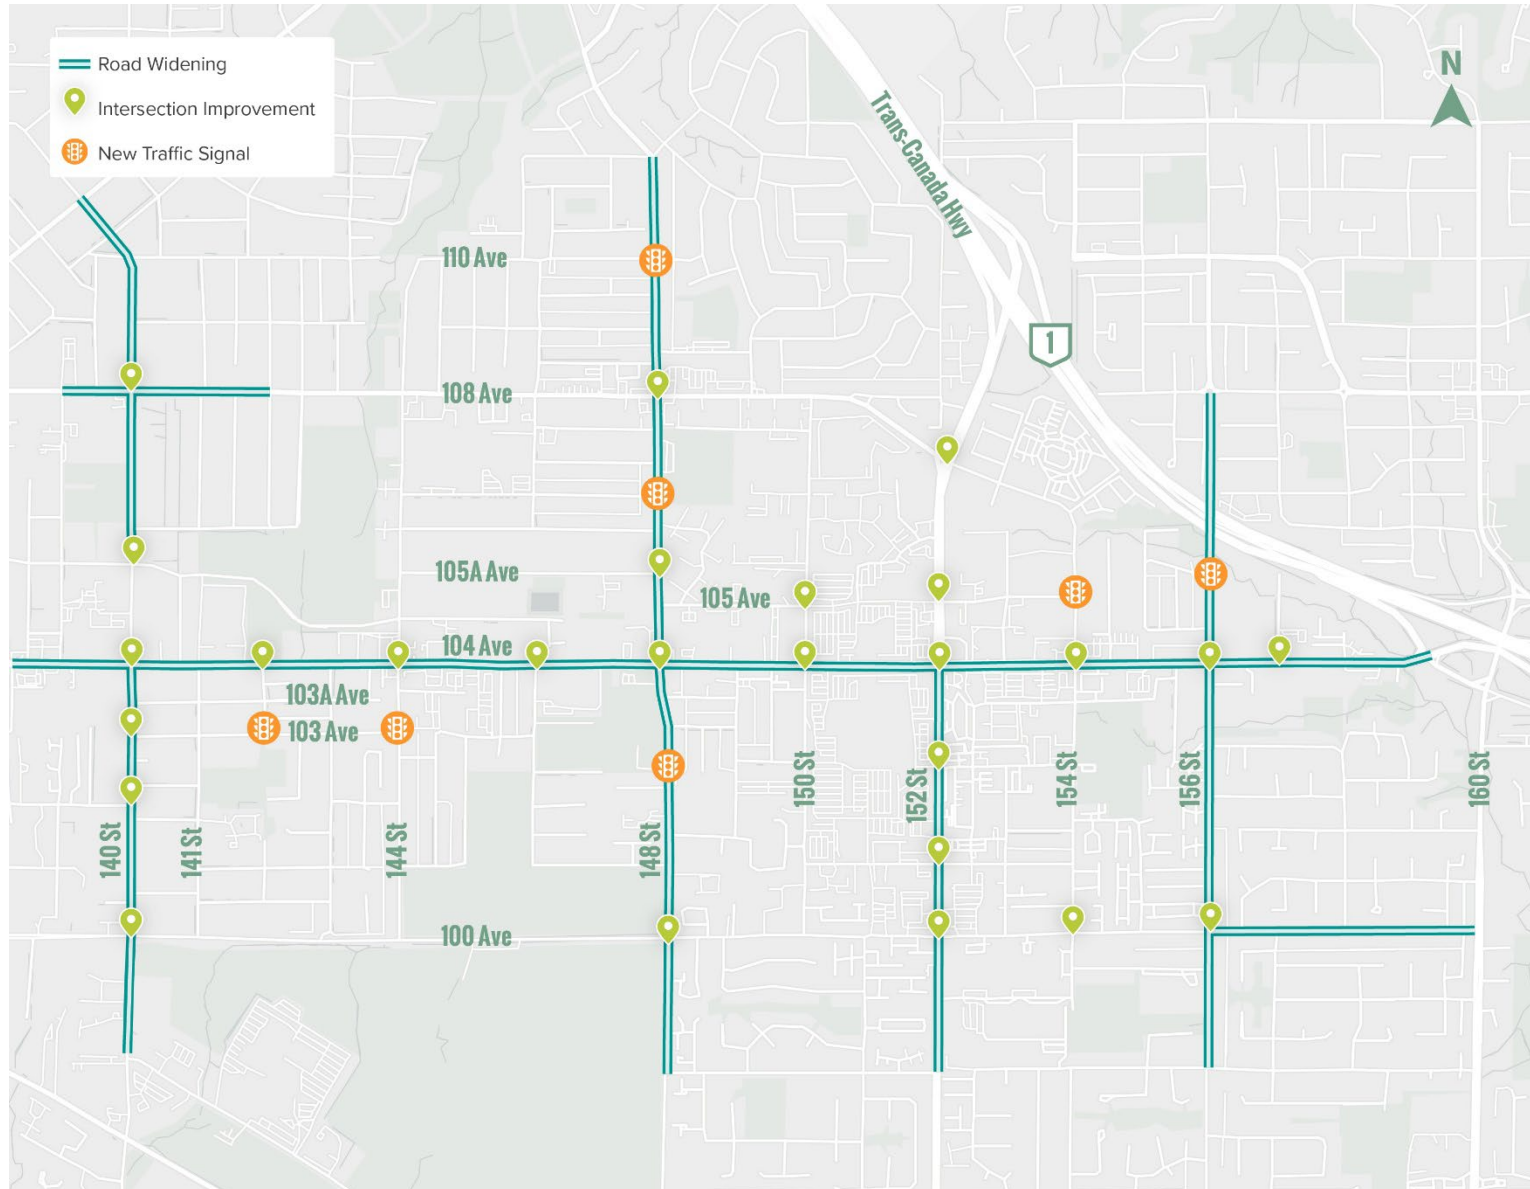 Road Widening
Intersection Improvement
New Traffic Signal
N
Trans-Canada Hwy
110 Ave
1
108 Ave
105A Ave
105 Ave
104 Ave
103A Ave
103 Ave
150 St
152 St
154 St
156 St
160 St
140 St
141 St
144 St
148 St
100 Ave